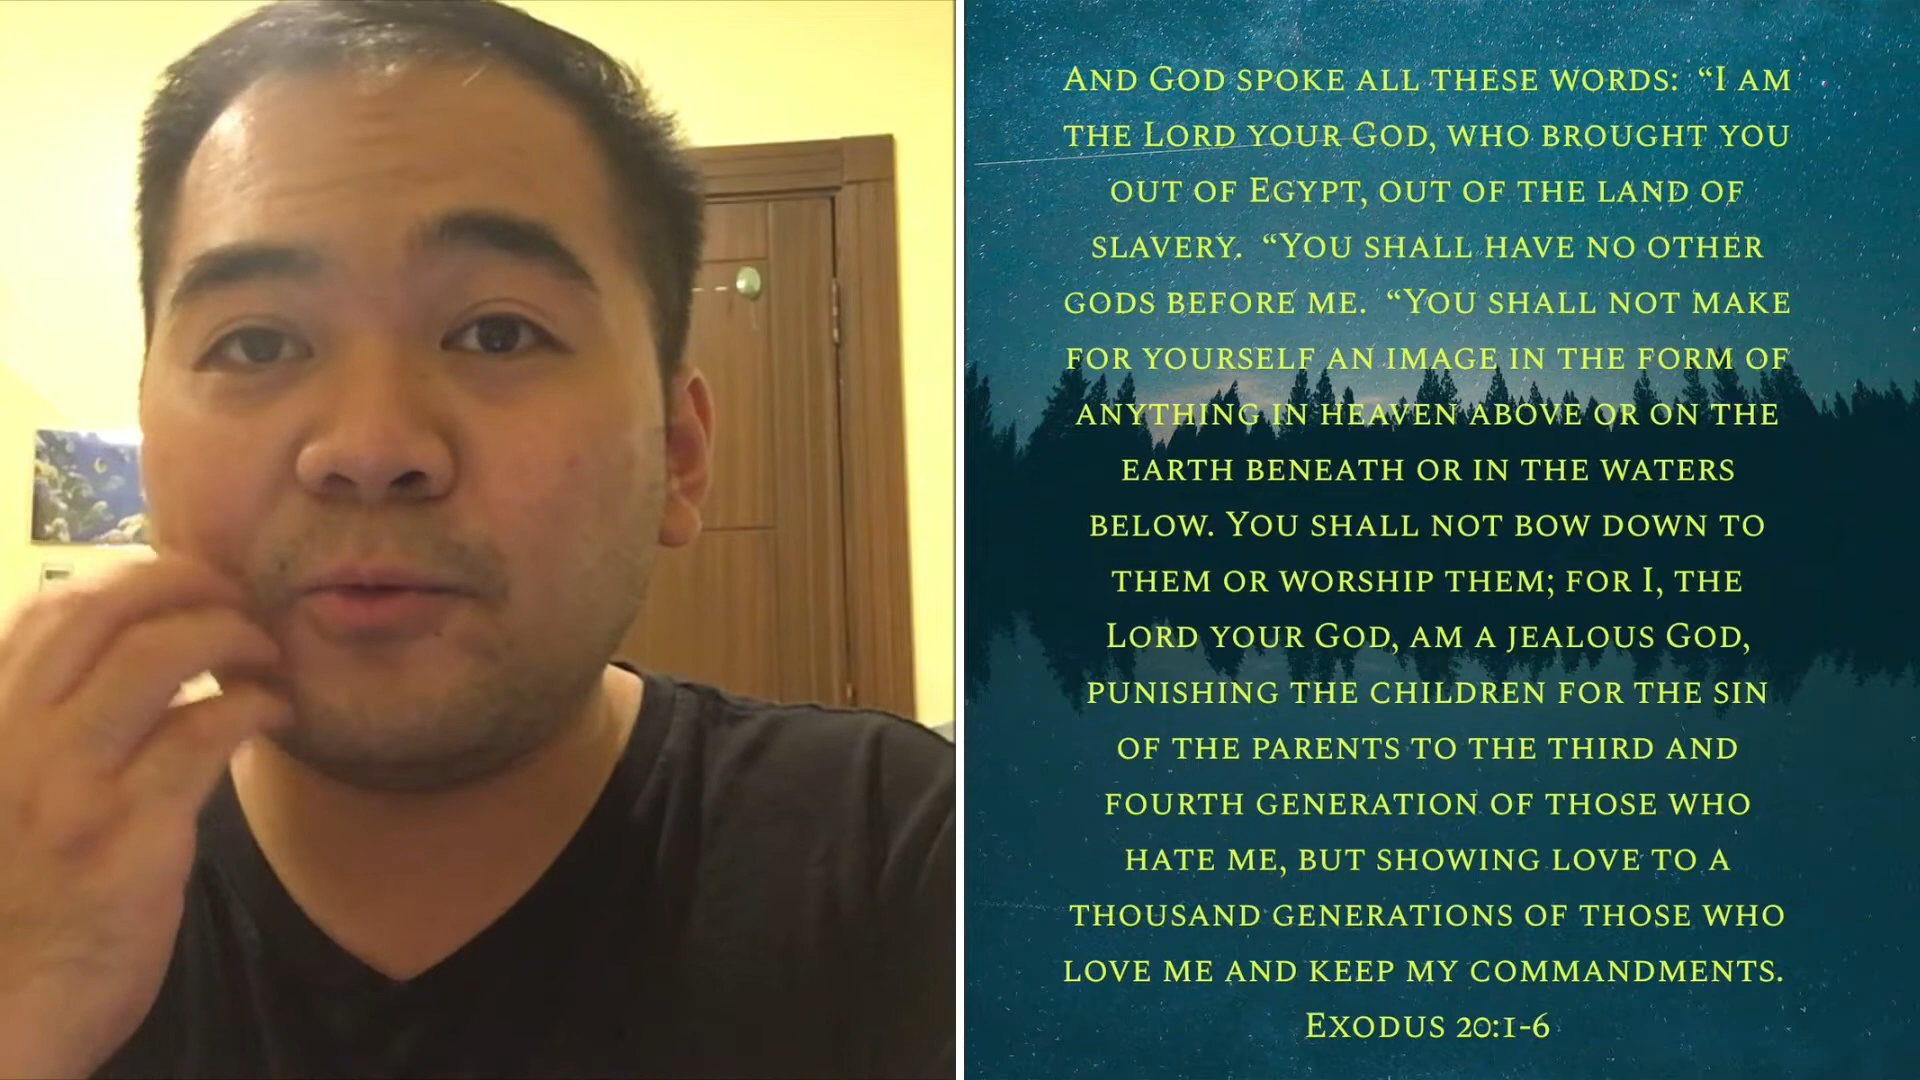 And God spoke all these words:  “I am
the Lord your God, who brought you
out of Egypt, out of the land of
slavery.  “You shall have no other
gods before me.  “You shall not make
for yourself an image in the form of
anything in heaven above or on the
earth beneath or in the waters
below. You shall not bow down to
them or worship them; for I, the
Lord your God, am a jealous God,
punishing the children for the sin
of the parents to the third and
fourth generation of those who
hate me, but showing love to a
thousand generations of those who
love me and keep my commandments.
Exodus 20:1-6